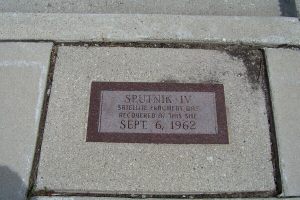 SPUTNIK IV
SATELLITE FRAGMENT WAS
RECOVERED AT THIS SITE
SEPT. 6, 1962